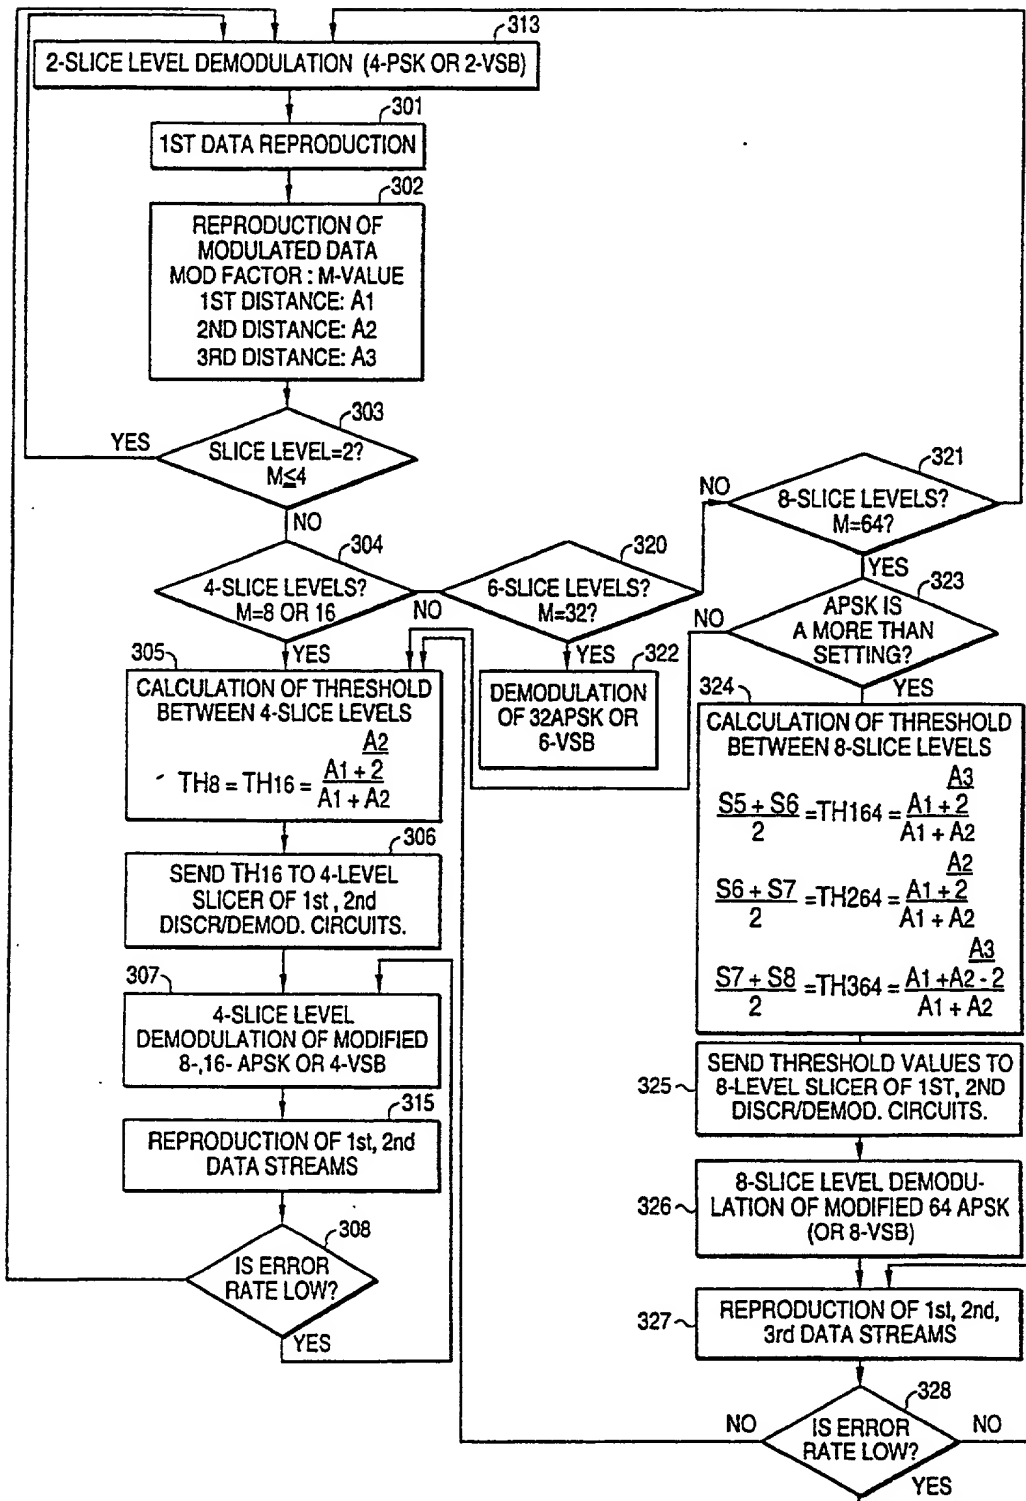 313
2-SLICE LEVEL DEMODULATION (4-PSK OR 2-VSB)
301
1ST DATA REPRODUCTION
302
REPRODUCTION OF
MODULATED DATA
MOD FACTOR : M-VALUE
1ST DISTANCE: A1
2ND DISTANCE: A2
3RD DISTANCE: A3
303
YES
SLICE LEVEL=2?
M≤4
NO
304
4-SLICE LEVELS?
M=8 OR 16
NO
YES
320
6-SLICE LEVELS?
M=32?
YES
NO
321
8-SLICE LEVELS?
M=64?
YES
323
NO
APSK IS
A MORE THAN
SETTING?
YES
305
CALCULATION OF THRESHOLD
BETWEEN 4-SLICE LEVELS
A2
TH8 = TH16 = A1 + 2
A1 + A2
322
DEMODULATION
OF 32APSK OR
6-VSB
324
CALCULATION OF THRESHOLD
BETWEEN 8-SLICE LEVELS
A3
S5 + S6 =TH164 = A1 + 2
2 A1 + A2
A2
S6 + S7 =TH264 = A1 + 2
2 A1 + A2
A3
S7 + S8 =TH364 = A1 +A2 - 2
2 A1 + A2
306
SEND TH16 TO 4-LEVEL
SLICER OF 1st , 2nd
DISCR/DEMOD. CIRCUITS.
307
4-SLICE LEVEL
DEMODULATION OF MODIFIED
8-,16- APSK OR 4-VSB
315
REPRODUCTION OF 1st, 2nd
DATA STREAMS
308
IS ERROR
RATE LOW?
YES
325
SEND THRESHOLD VALUES TO
8-LEVEL SLICER OF 1ST, 2ND
DISCR/DEMOD. CIRCUITS.
326
8-SLICE LEVEL DEMODU-
LATION OF MODIFIED 64 APSK
(OR 8-VSB)
327
REPRODUCTION OF 1st, 2nd,
3rd DATA STREAMS
328
NO
IS ERROR
RATE LOW?
NO
YES